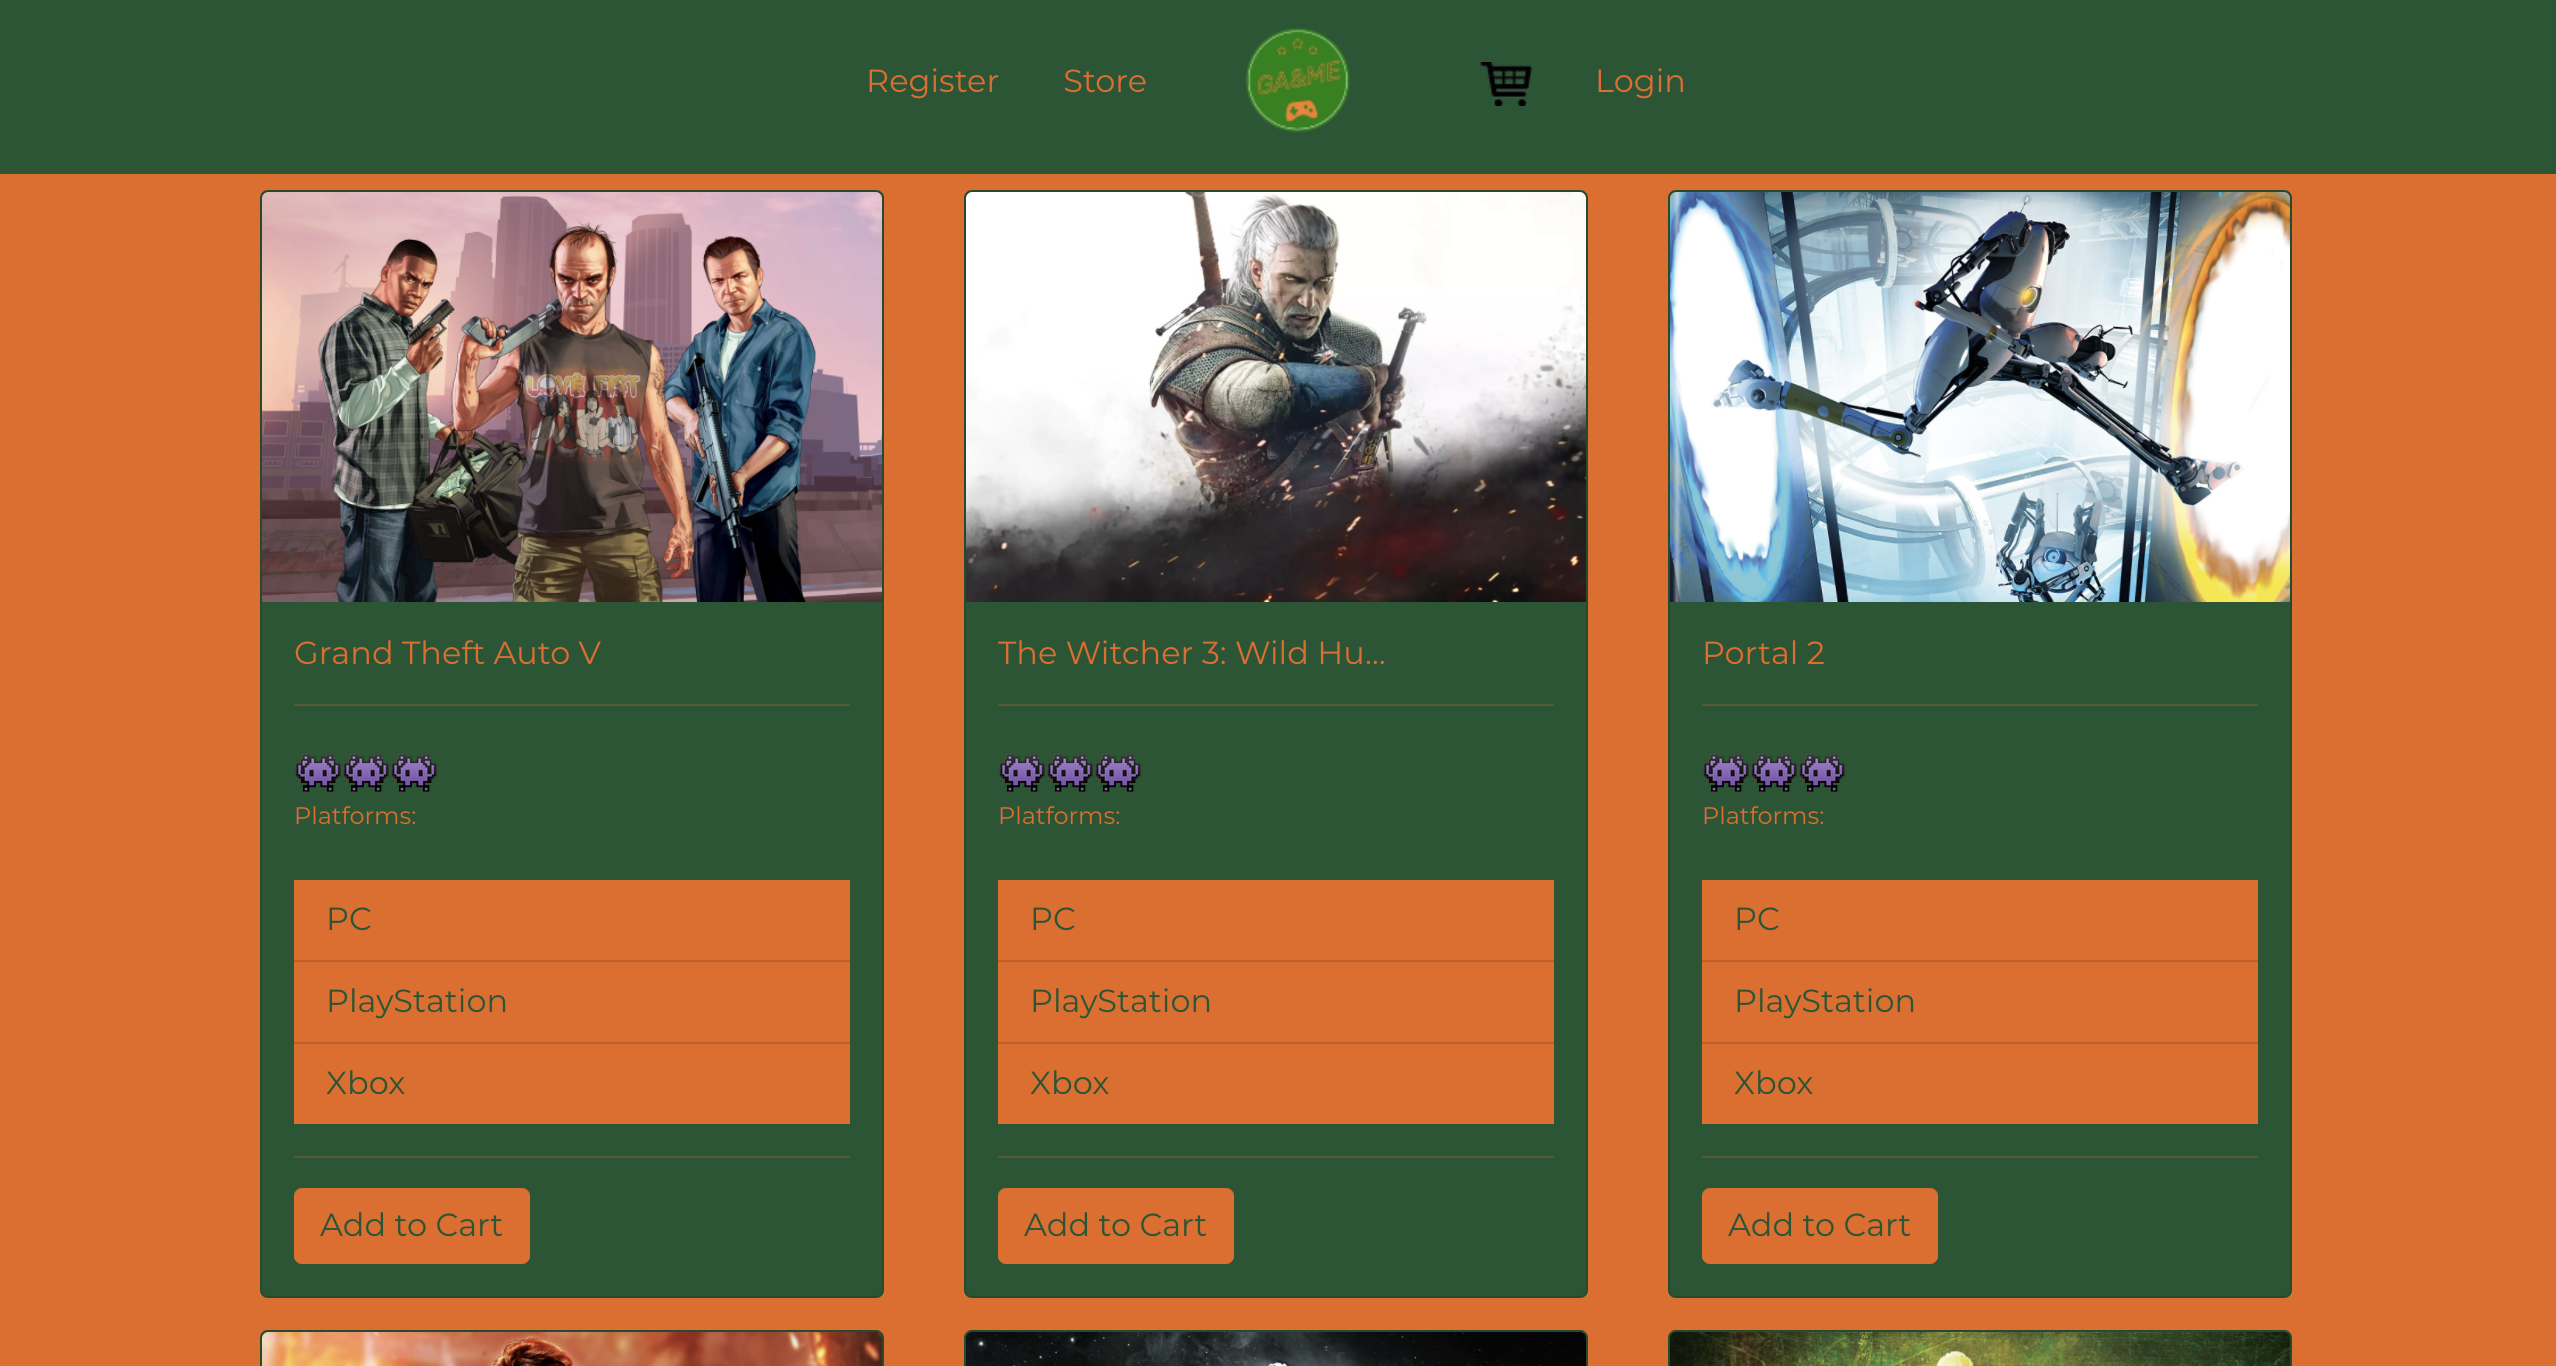 Register Store GA&ME Login
LOVE FIST
Grand Theft Auto V
The Witcher 3: Wild Hu...
Portal 2
Platforms:
Platforms:
Platforms:
PC
PlayStation
Xbox
PC
PlayStation
Xbox
PC
PlayStation
Xbox
Add to Cart
Add to Cart
Add to Cart